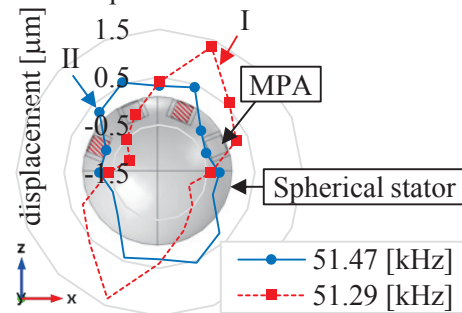 1.5
I
II
0.5
MPA
-0.5
displacement [µm]
-1.5
Spherical stator
z
y
x
51.47 [kHz]
51.29 [kHz]